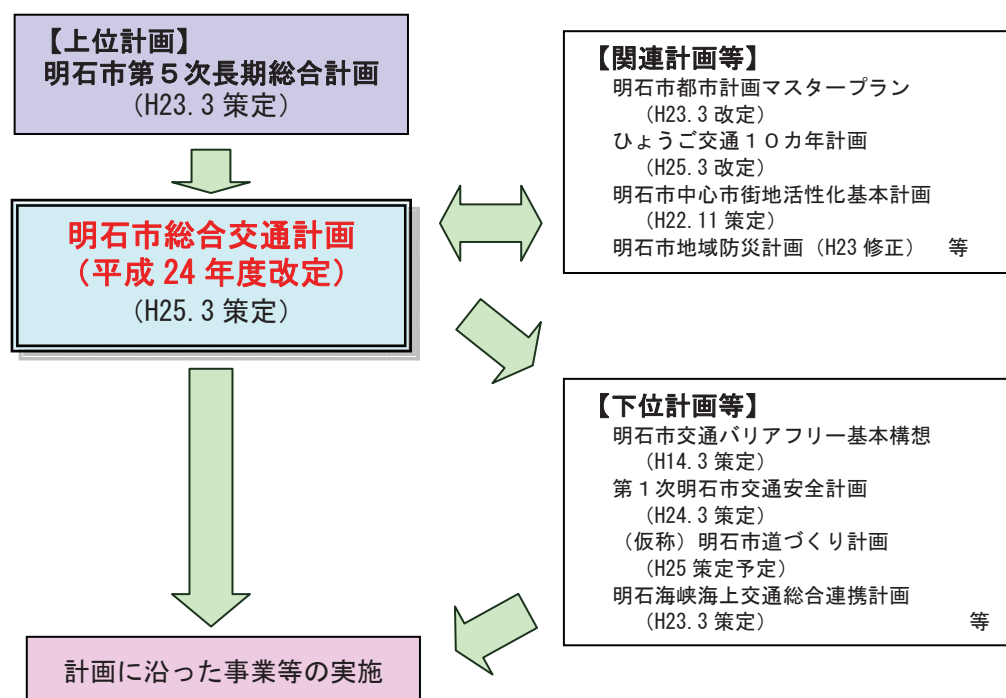 【上位計画】
明石市第５次長期総合計画
（H23.3 策定）
明石市総合交通計画
（平成 24 年度改定）
（H25.3 策定）
【関連計画等】
明石市都市計画マスタープラン
（H23.3 改定）
ひょうご交通１０カ年計画
（H25.3 改定）
明石市中心市街地活性化基本計画
（H22.11 策定）
明石市地域防災計画（H23 修正）　等
【下位計画等】
明石市交通バリアフリー基本構想
（H14.3 策定）
第１次明石市交通安全計画
（H24.3 策定）
（仮称）明石市道づくり計画
（H25 策定予定）
明石海峡海上交通総合連携計画
（H23.3 策定）　等
計画に沿った事業等の実施